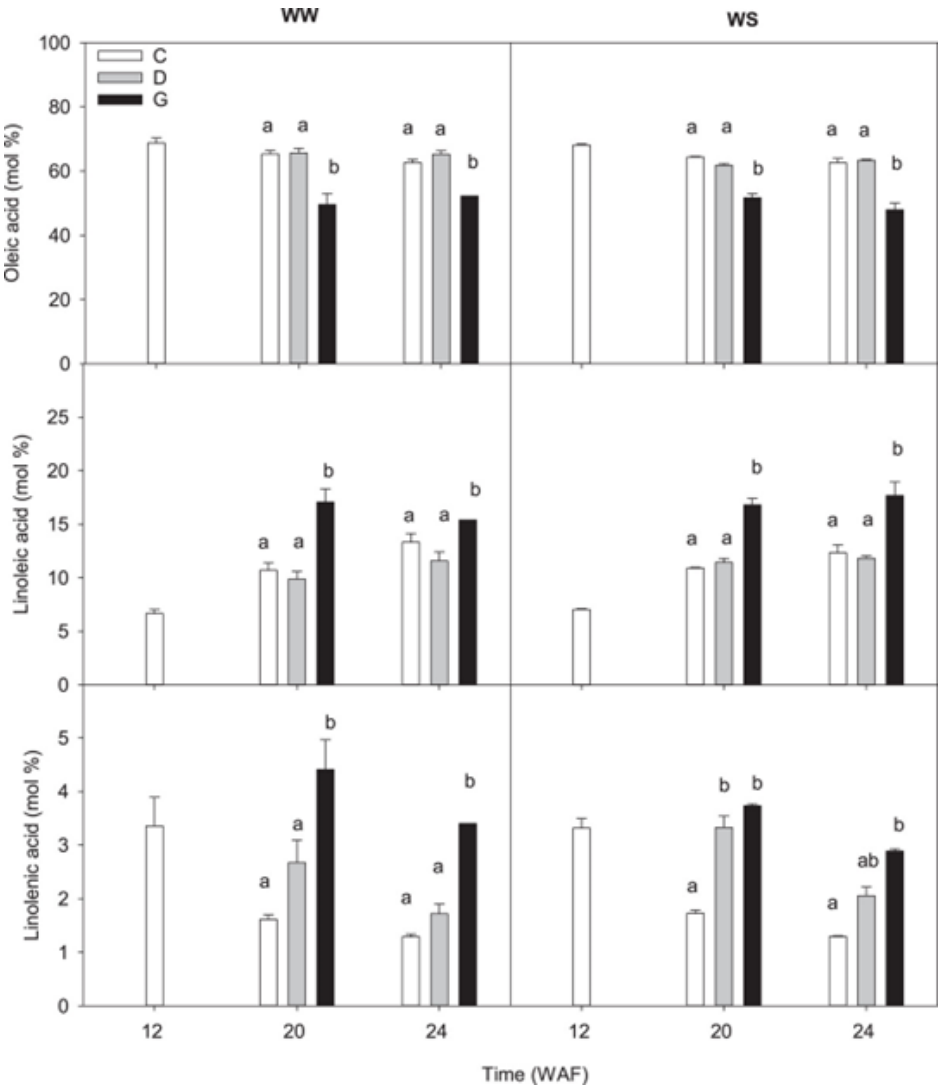 WW
WS
C
D
G
Oleic acid (mol %)
100
80
60
40
20
0
a a b a a b
a a b a a b
Linoleic acid (mol %)
25
20
15
10
5
0
a a b a a b
a a b a a b
Linolenic acid (mol %)
5
4
3
2
1
0
a a b a a b
a b b a ab b
12 20 24 12 20 24
Time (WAF)